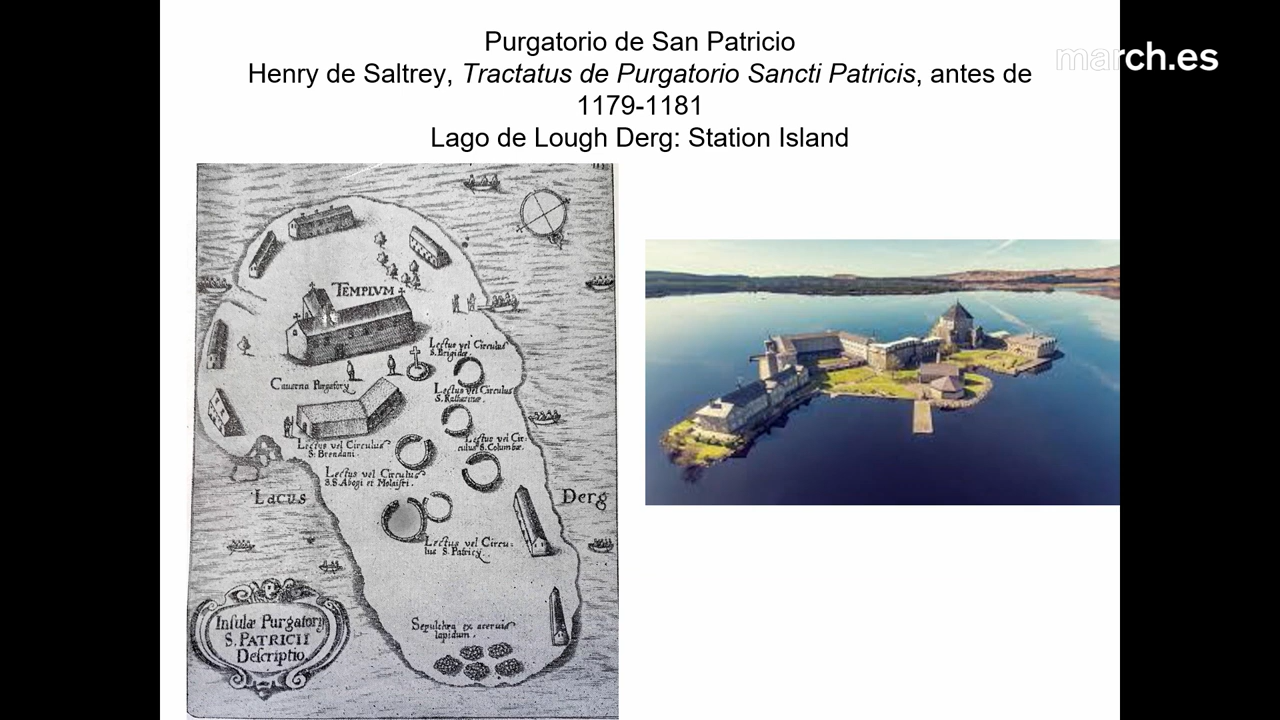 Purgatorio de San Patricio
march.es
Henry de Saltrey, Tractatus de Purgatorio Sancti Patricis, antes de
1179-1181
Lago de Lough Derg: Station Island
TEMPLVM
Lectus vel Circulus
S. Brigidæ.
Caverna Purgatorij
Lectus vel Circulus
S. Katharinæ.
Lectus vel Cir:
culus S. Columbæ.
Lectus vel Circulus
S. Brendani.
Lectus vel Circulus
S.S. et
Lacus
Derg
Lectus vel Circu:
lus S. Patricij.
Insulæ Purgatorij
S. PATRICII
Descriptio.
Sepulchra ex acervis
lapidum.